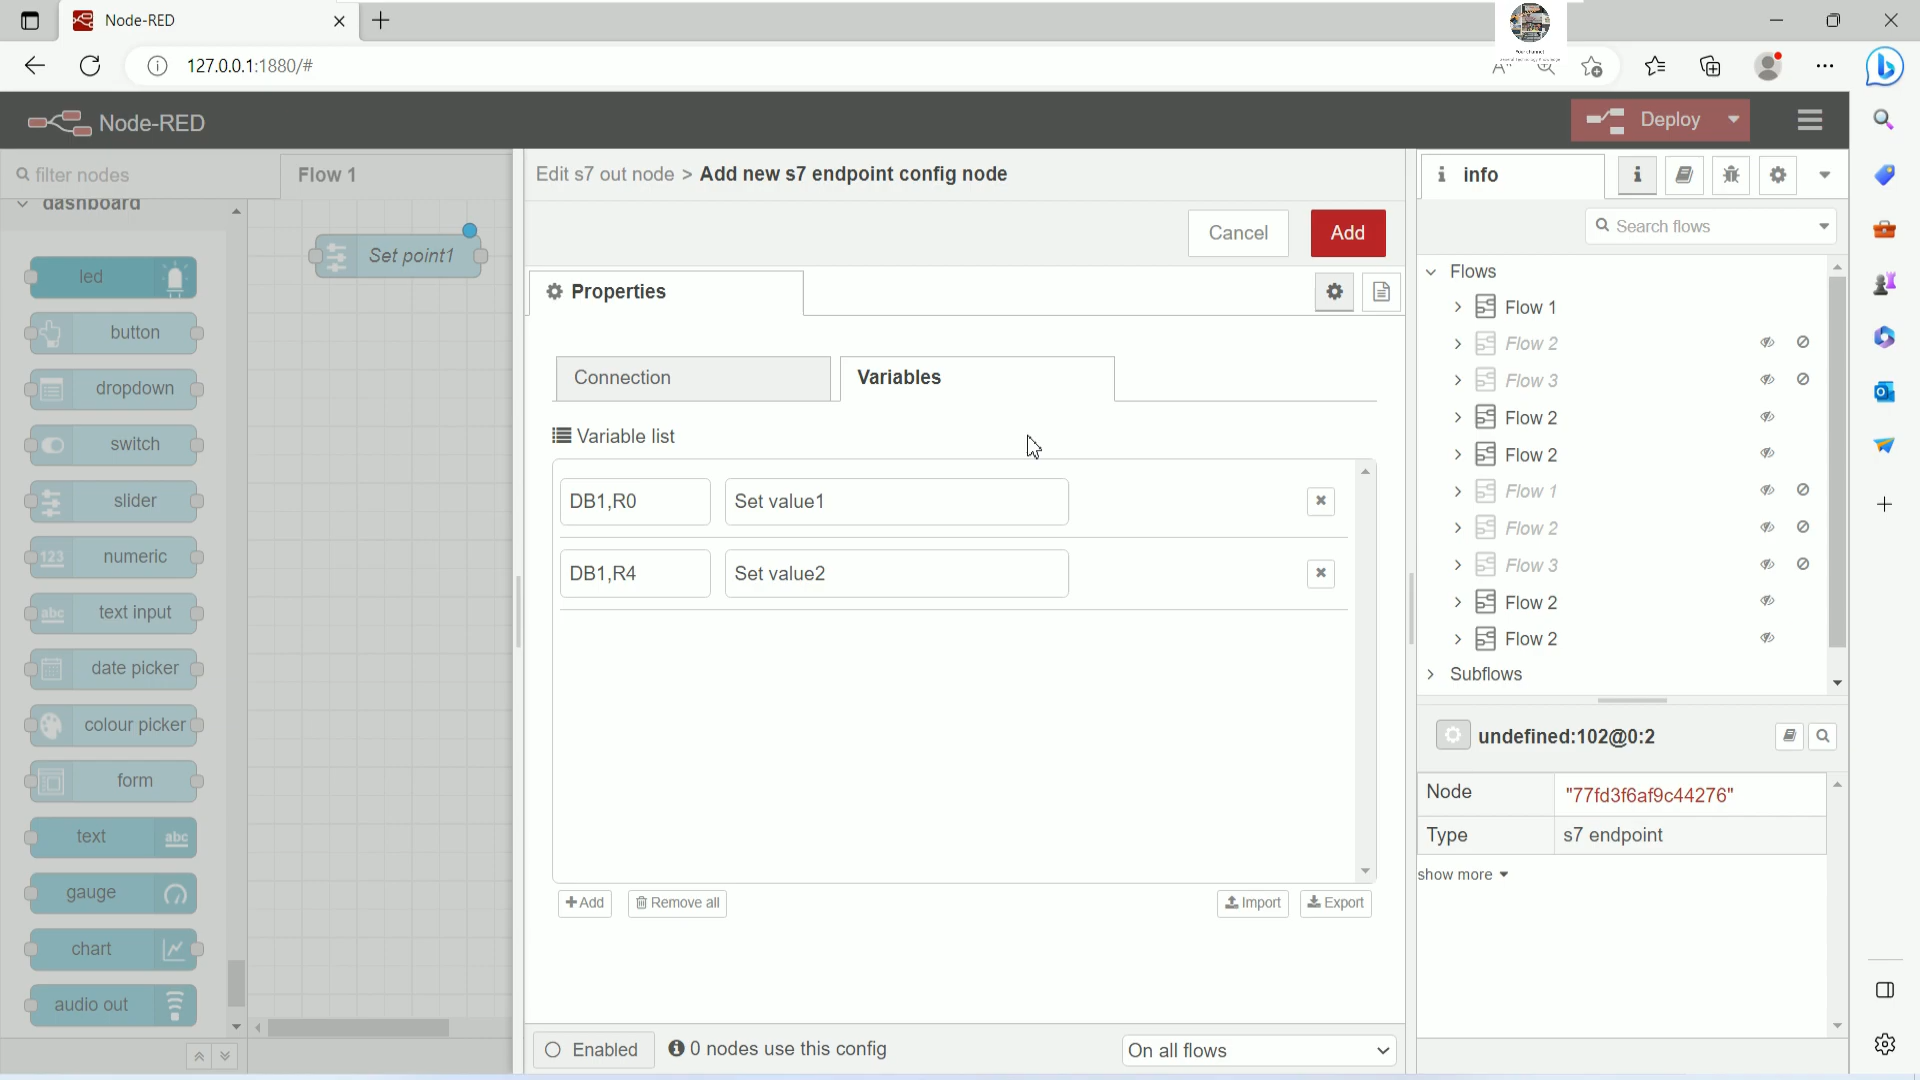 Node-RED
127.0.0.1:1880/#
Your channel
Node-RED
Deploy
filter nodes
dashboard
led
button
dropdown
switch
slider
123 numeric
abc text input
date picker
colour picker
form
text abc
gauge
chart
audio out
Flow 1
Set point1
Edit s7 out node > Add new s7 endpoint config node
Cancel
Add
Properties
Connection
Variables
Variable list
DB1,R0
Set value1
DB1,R4
Set value2
Add
Remove all
Import
Export
Enabled
0 nodes use this config
On all flows
i info
i
Search flows
Flows
Flow 1
Flow 2
Flow 3
Flow 2
Flow 2
Flow 1
Flow 2
Flow 3
Flow 2
Flow 2
Subflows
undefined:102@0:2
Node "77fd3f6af9c44276"
Type s7 endpoint
show more